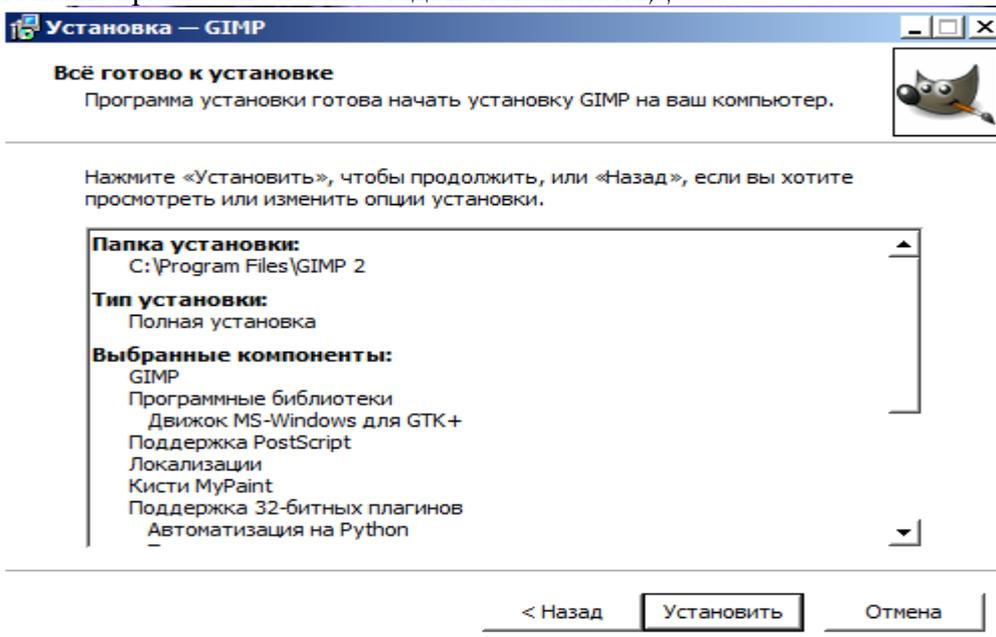 Установка — GIMP
Всё готово к установке
Программа установки готова начать установку GIMP на ваш компьютер.
Нажмите «Установить», чтобы продолжить, или «Назад», если вы хотите
просмотреть или изменить опции установки.
Папка установки:
C:\Program Files\GIMP 2
Тип установки:
Полная установка
Выбранные компоненты:
GIMP
Программные библиотеки
Движок MS-Windows для GTK+
Поддержка PostScript
Локализации
Кисти MyPaint
Поддержка 32-битных плагинов
Автоматизация на Python
< Назад
Установить
Отмена